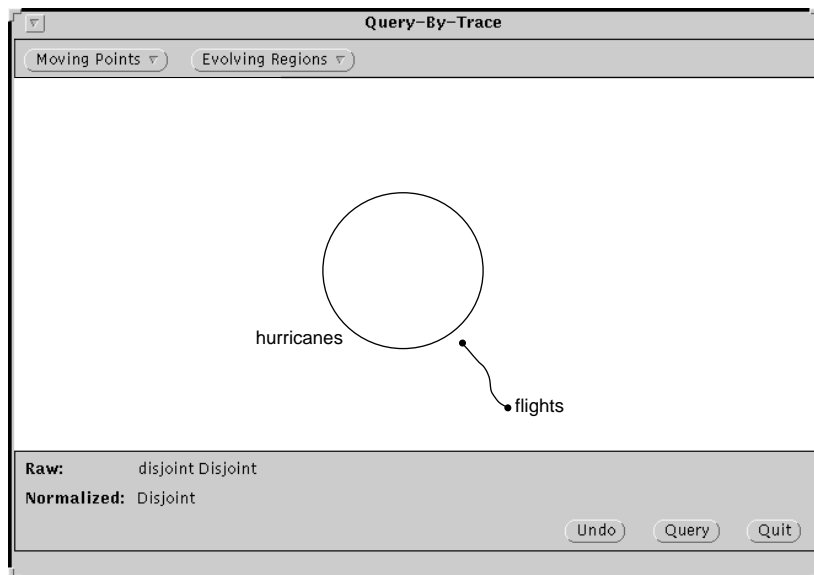 Query-By-Trace
Moving Points Evolving Regions
hurricanes
flights
Raw: disjoint Disjoint
Normalized: Disjoint
Undo Query Quit